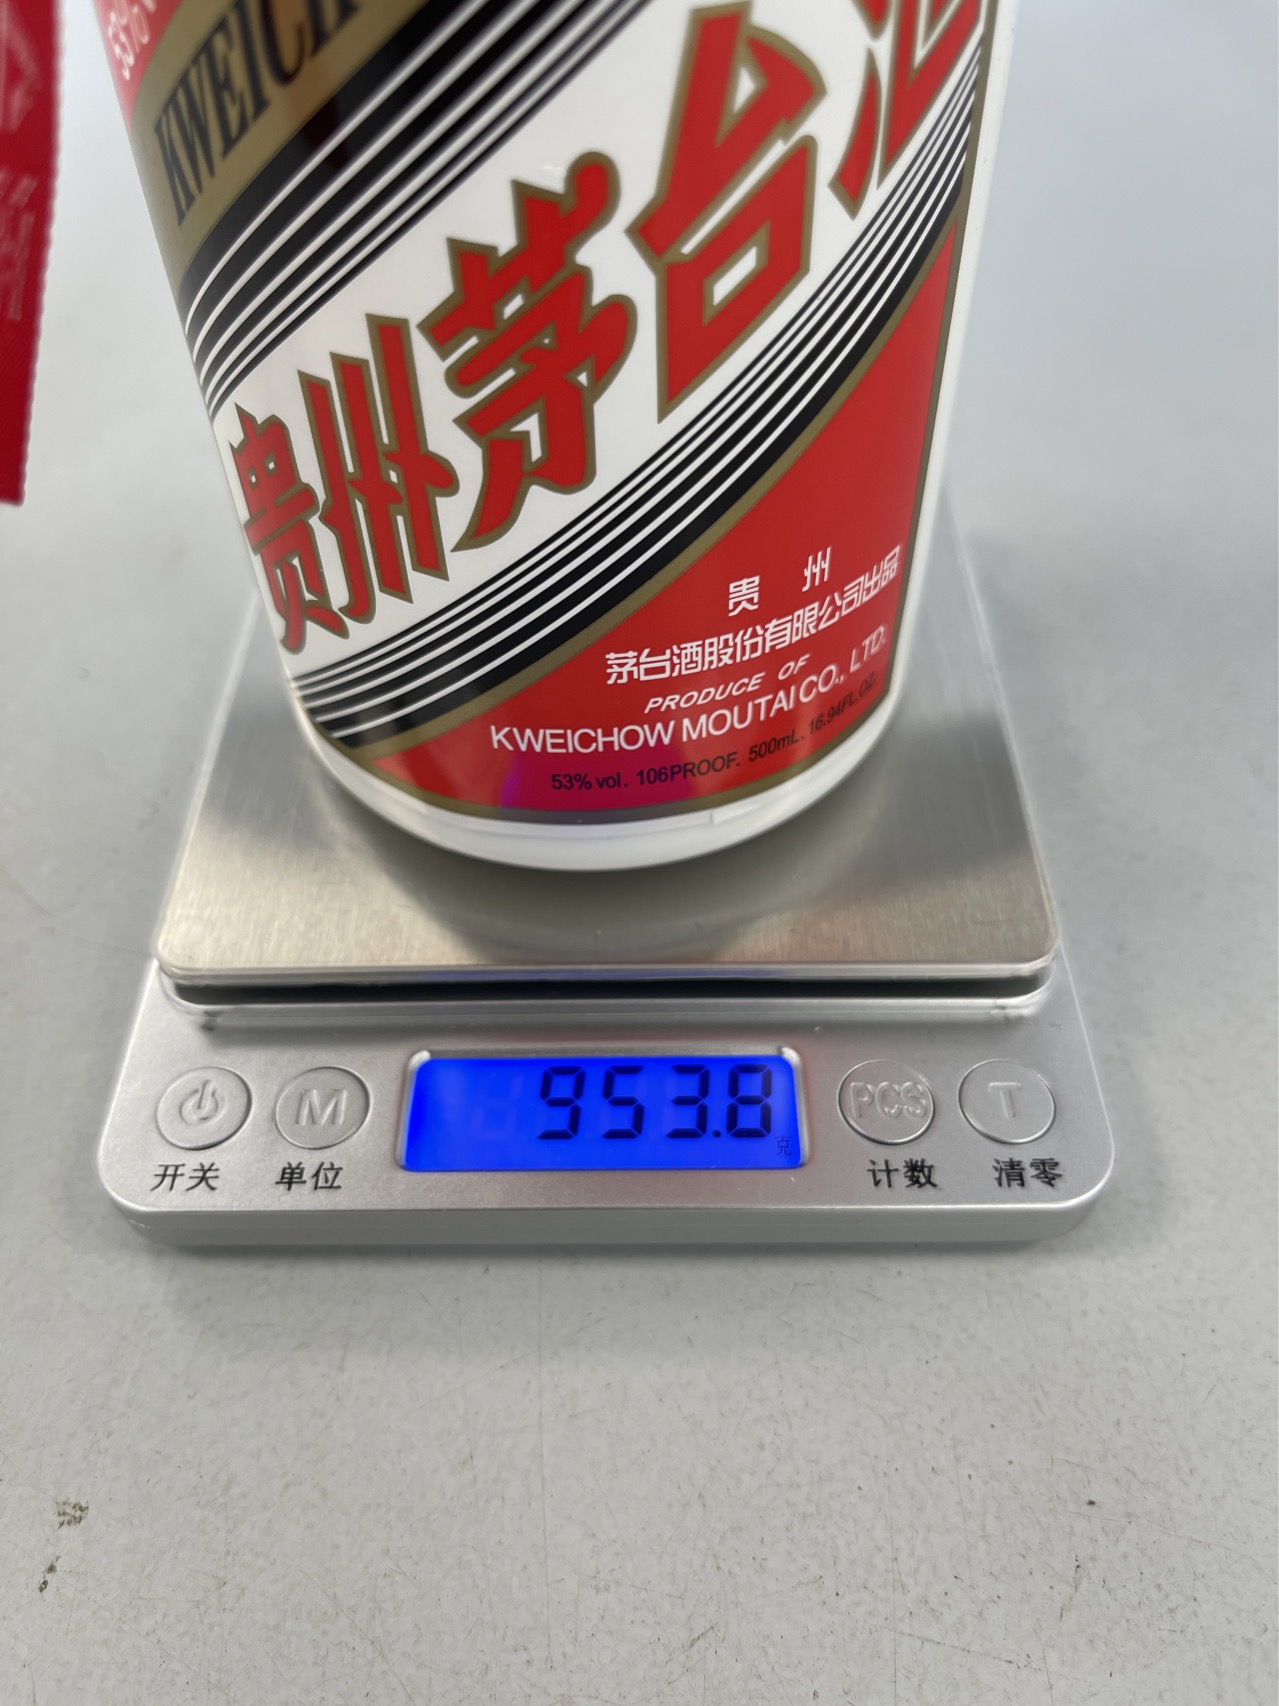 53%
KWEICH
贵州茅台酒
贵 州
茅台酒股份有限公司出品
PRODUCE OF
KWEICHOW MOUTAI CO., LTD.
53% vol. 106PROOF. 500mL. 16.94FL.OZ
953.8
克
M
PCS
T
开关
单位
计数
清零